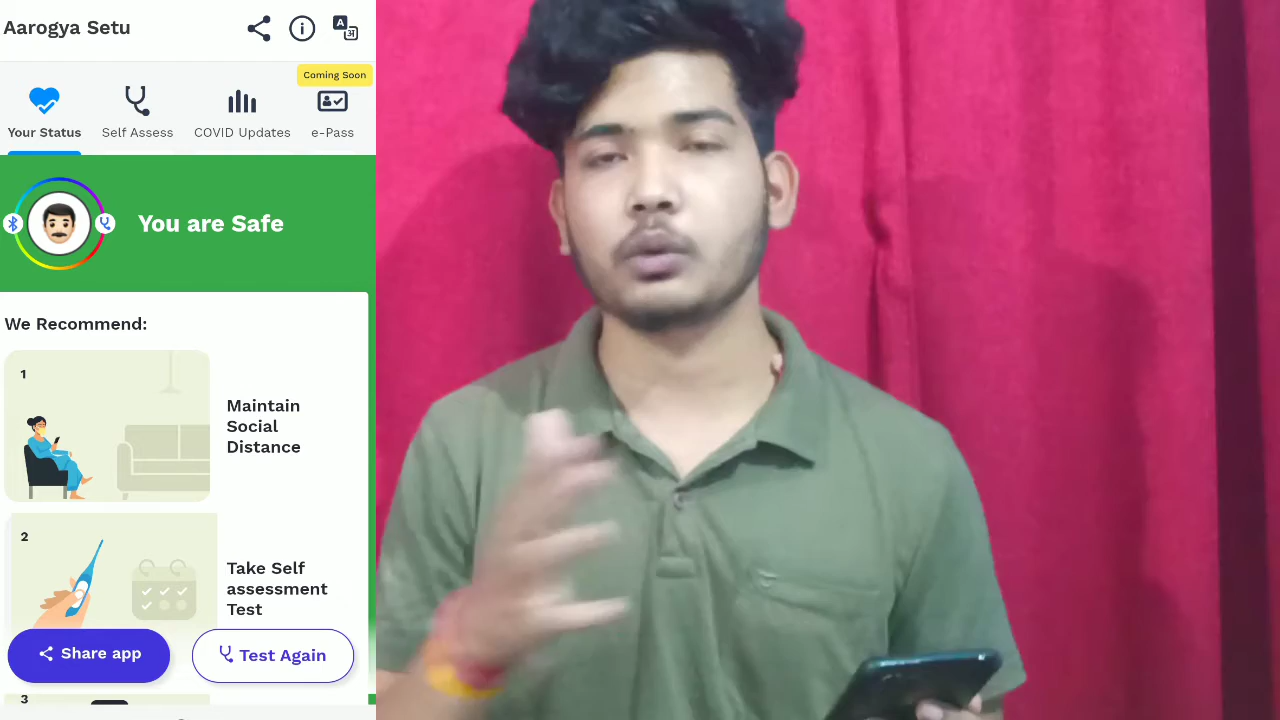 Aarogya Setu
A
अ
Coming Soon
Your Status
Self Assess
COVID Updates
e-Pass
You are Safe
We Recommend:
1
Maintain
Social
Distance
2
Take Self
assessment
Test
Share app
Test Again
3